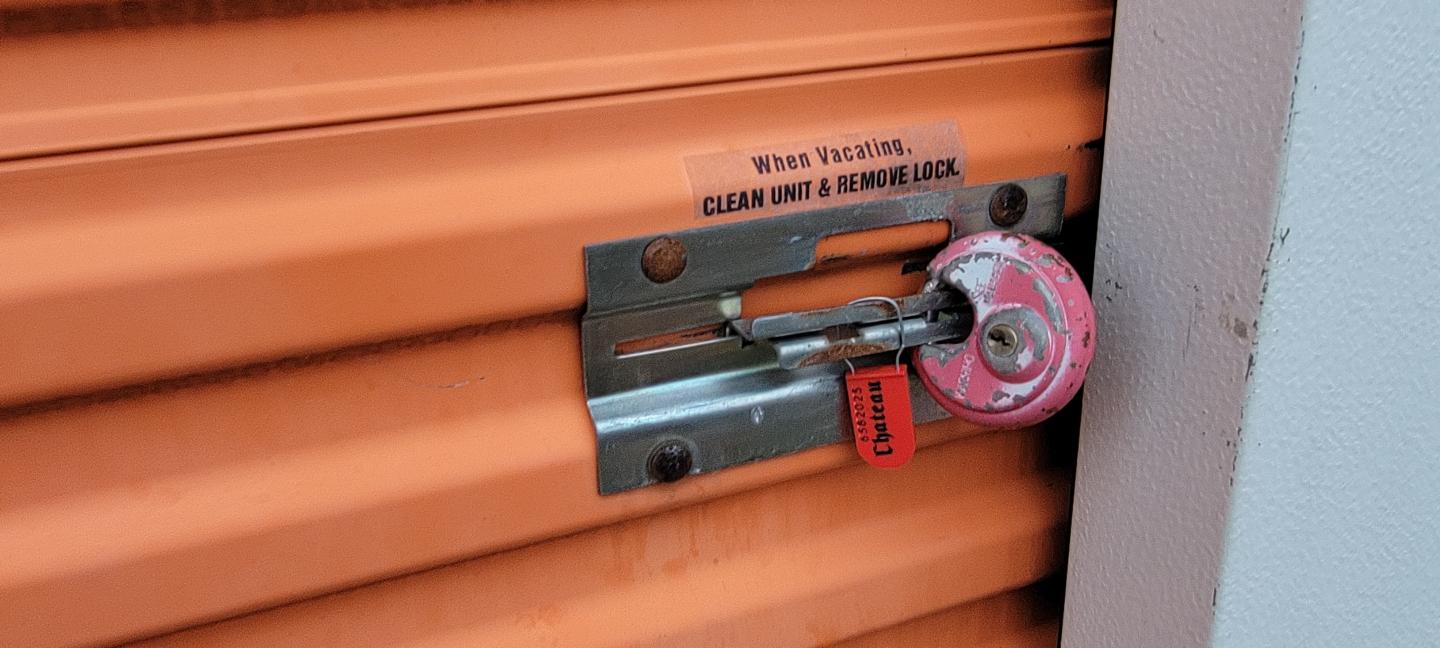 When Vacating,
CLEAN UNIT & REMOVE LOCK.
6582025
Chateau